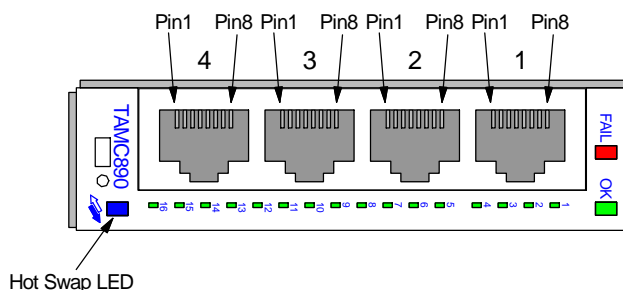 Pin1 Pin8 Pin1 Pin8 Pin1 Pin8 Pin1 Pin8
4 3 2 1
TAMC890
FAIL
OK
16 15 14 13 12 11 10 9 8 7 6 5 4 3 2 1
Hot Swap LED